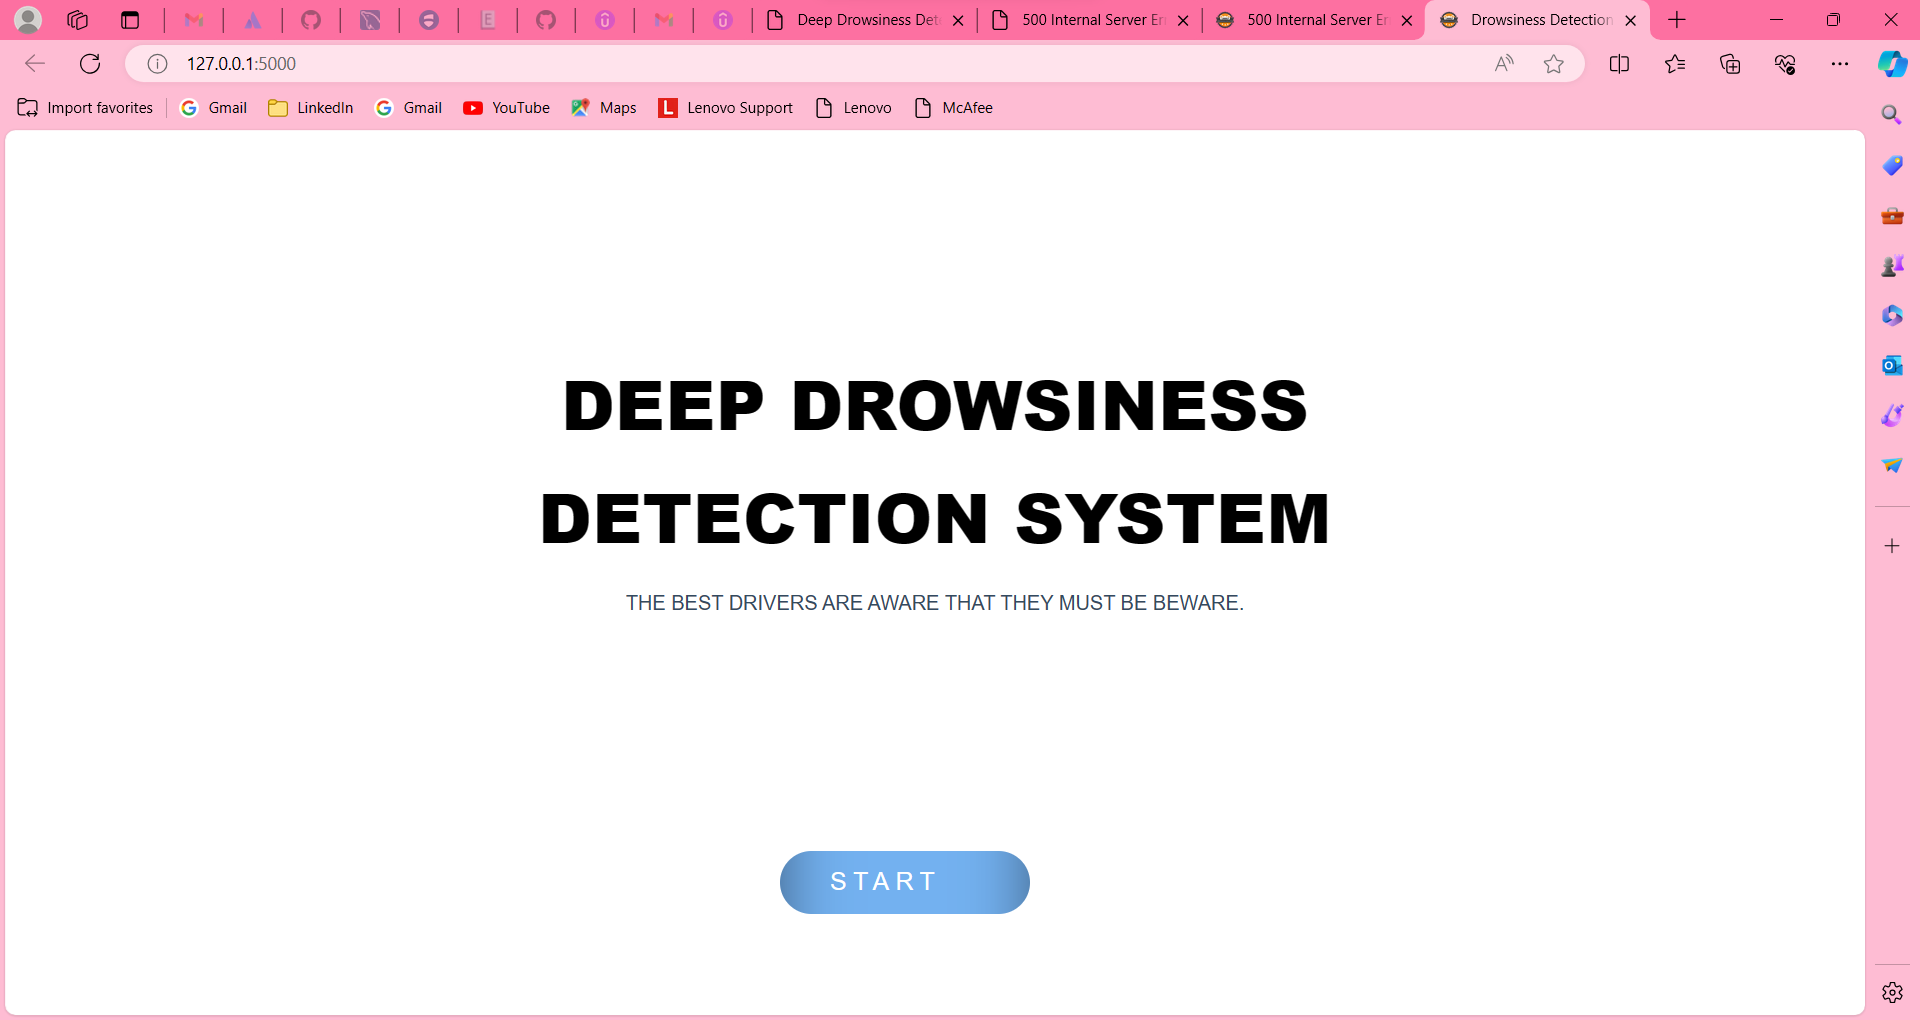 Deep Drowsiness Det
500 Internal Server Er
500 Internal Server Er
Drowsiness Detection
127.0.0.1:5000
Import favorites
Gmail
LinkedIn
Gmail
YouTube
Maps
Lenovo Support
Lenovo
McAfee
DEEP DROWSINESS
DETECTION SYSTEM
THE BEST DRIVERS ARE AWARE THAT THEY MUST BE BEWARE.
START